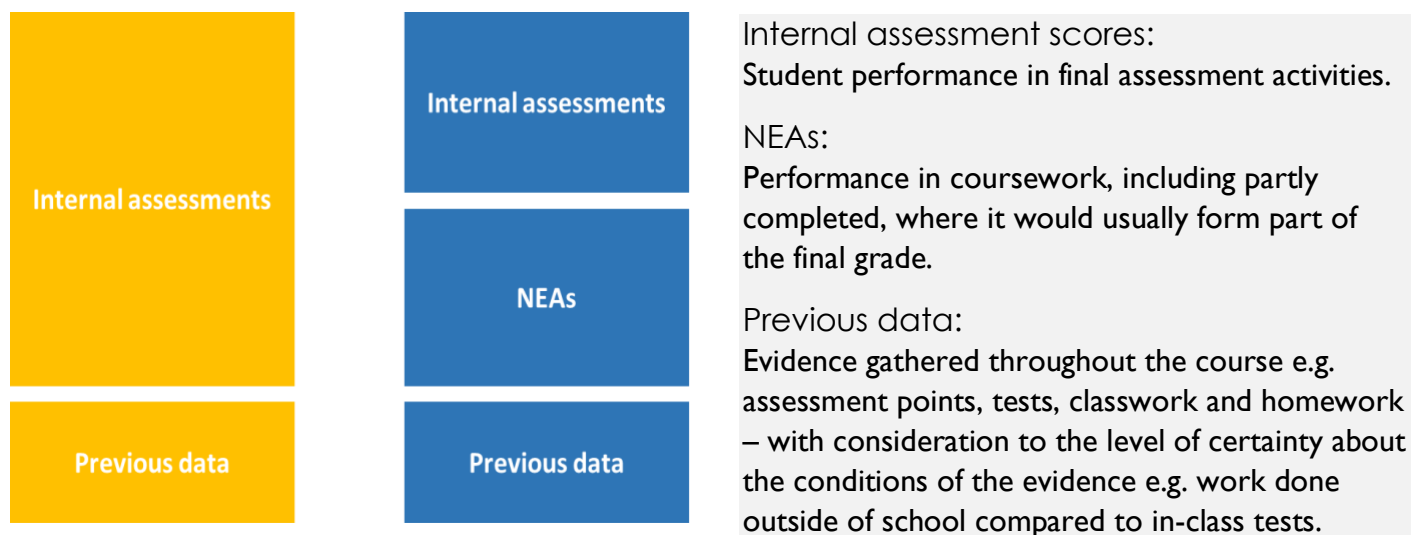 Internal assessments
Previous data
Internal assessments
NEAs
Previous data
Internal assessment scores:
Student performance in final assessment activities.
NEAs:
Performance in coursework, including partly
completed, where it would usually form part of
the final grade.
Previous data:
Evidence gathered throughout the course e.g.
assessment points, tests, classwork and homework
– with consideration to the level of certainty about
the conditions of the evidence e.g. work done
outside of school compared to in-class tests.